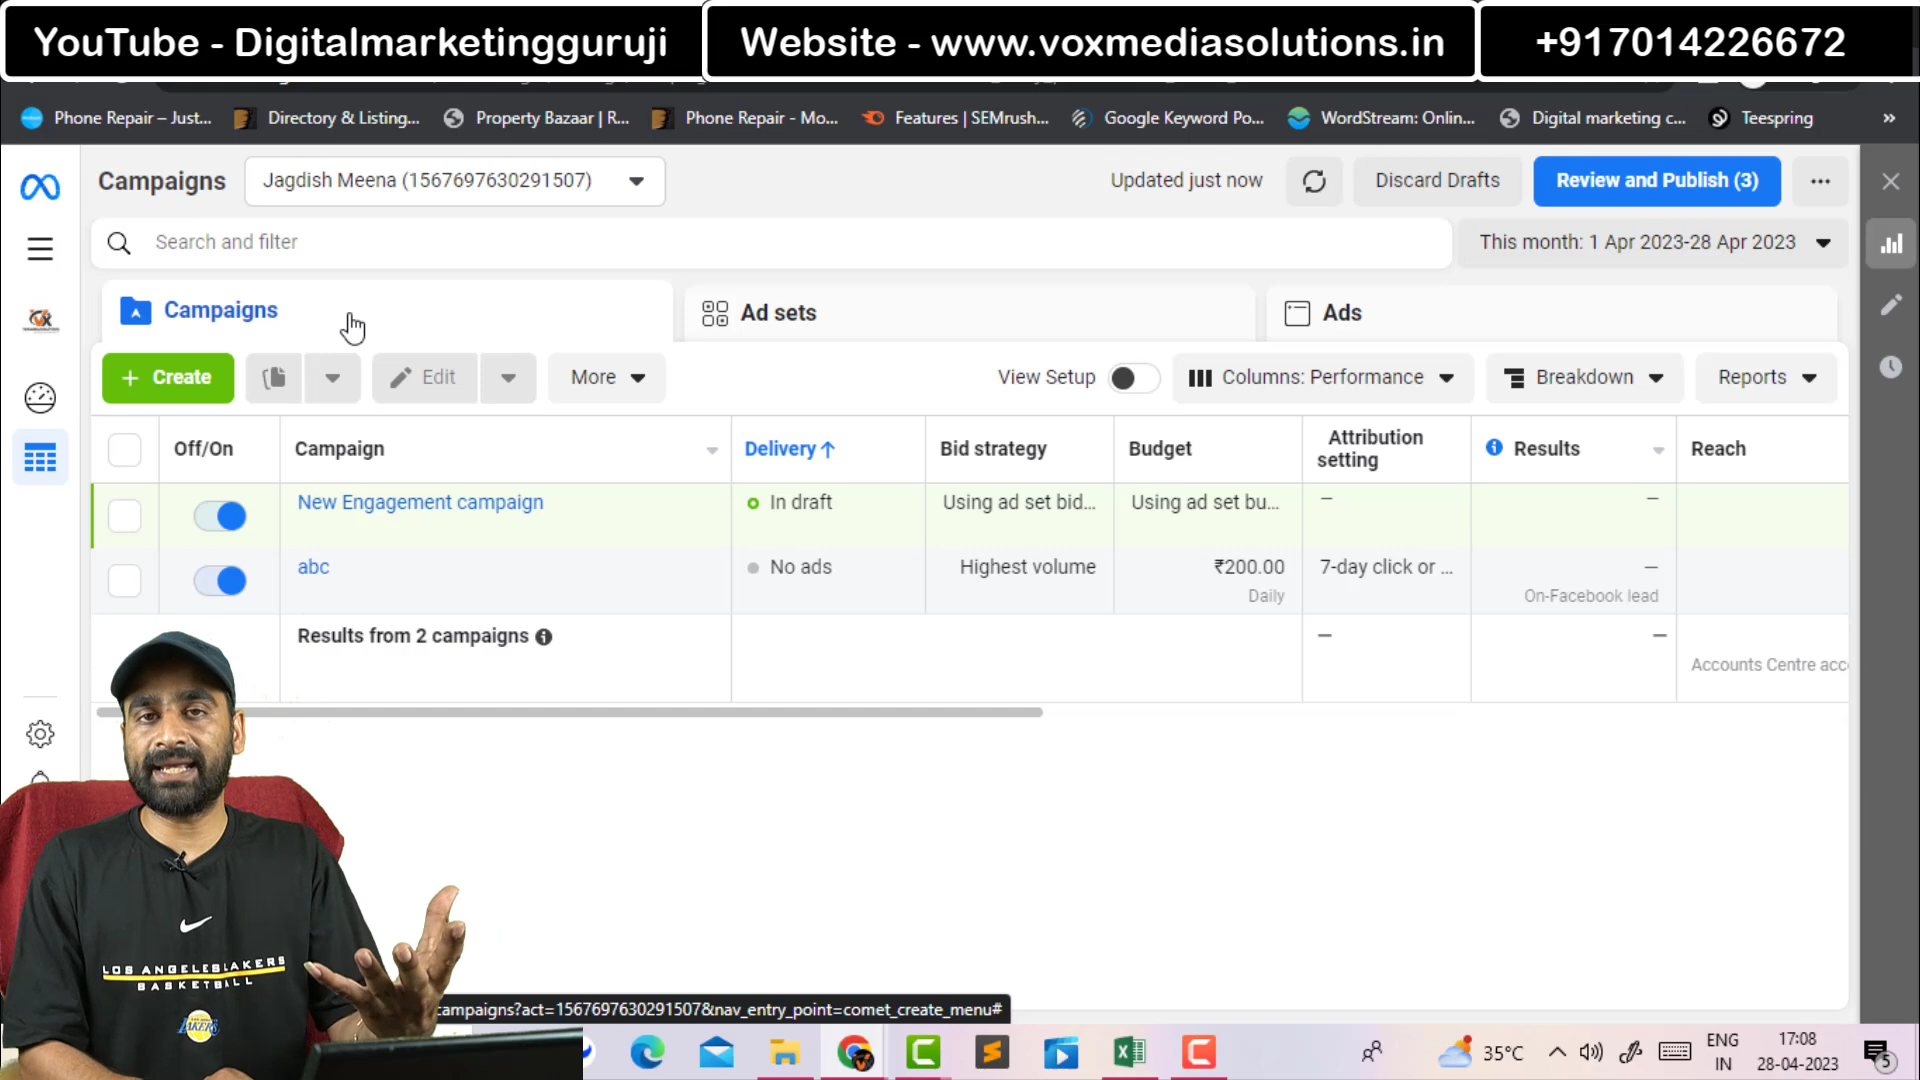 YouTube - Digitalmarketingguruji
Website - www.voxmediasolutions.in
+917014226672
Phone Repair – Just...
Directory & Listing...
Property Bazaar | R...
Phone Repair - Mo...
Features | SEMrush...
Google Keyword Po...
WordStream: Onlin...
Digital marketing c...
Teespring
»
Campaigns
Jagdish Meena (1567697630291507)
Updated just now
Discard Drafts
Review and Publish (3)
Search and filter
This month: 1 Apr 2023-28 Apr 2023
Campaigns
Ad sets
Ads
+ Create
Edit
More
View Setup
Columns: Performance
Breakdown
Reports
Off/On
Campaign
Delivery ↑
Bid strategy
Budget
Attribution
setting
Results
Reach
New Engagement campaign
In draft
Using ad set bid...
Using ad set bu...
—
—
abc
No ads
Highest volume
₹200.00
Daily
7-day click or ...
—
On-Facebook lead
Results from 2 campaigns
—
—
Accounts Centre acc
LOS ANGELES LAKERS
BASKETBALL
LAKERS
campaigns?act=1567697630291507&nav_entry_point=comet_create_menu#
35°C
ENG
IN
17:08
28-04-2023
5